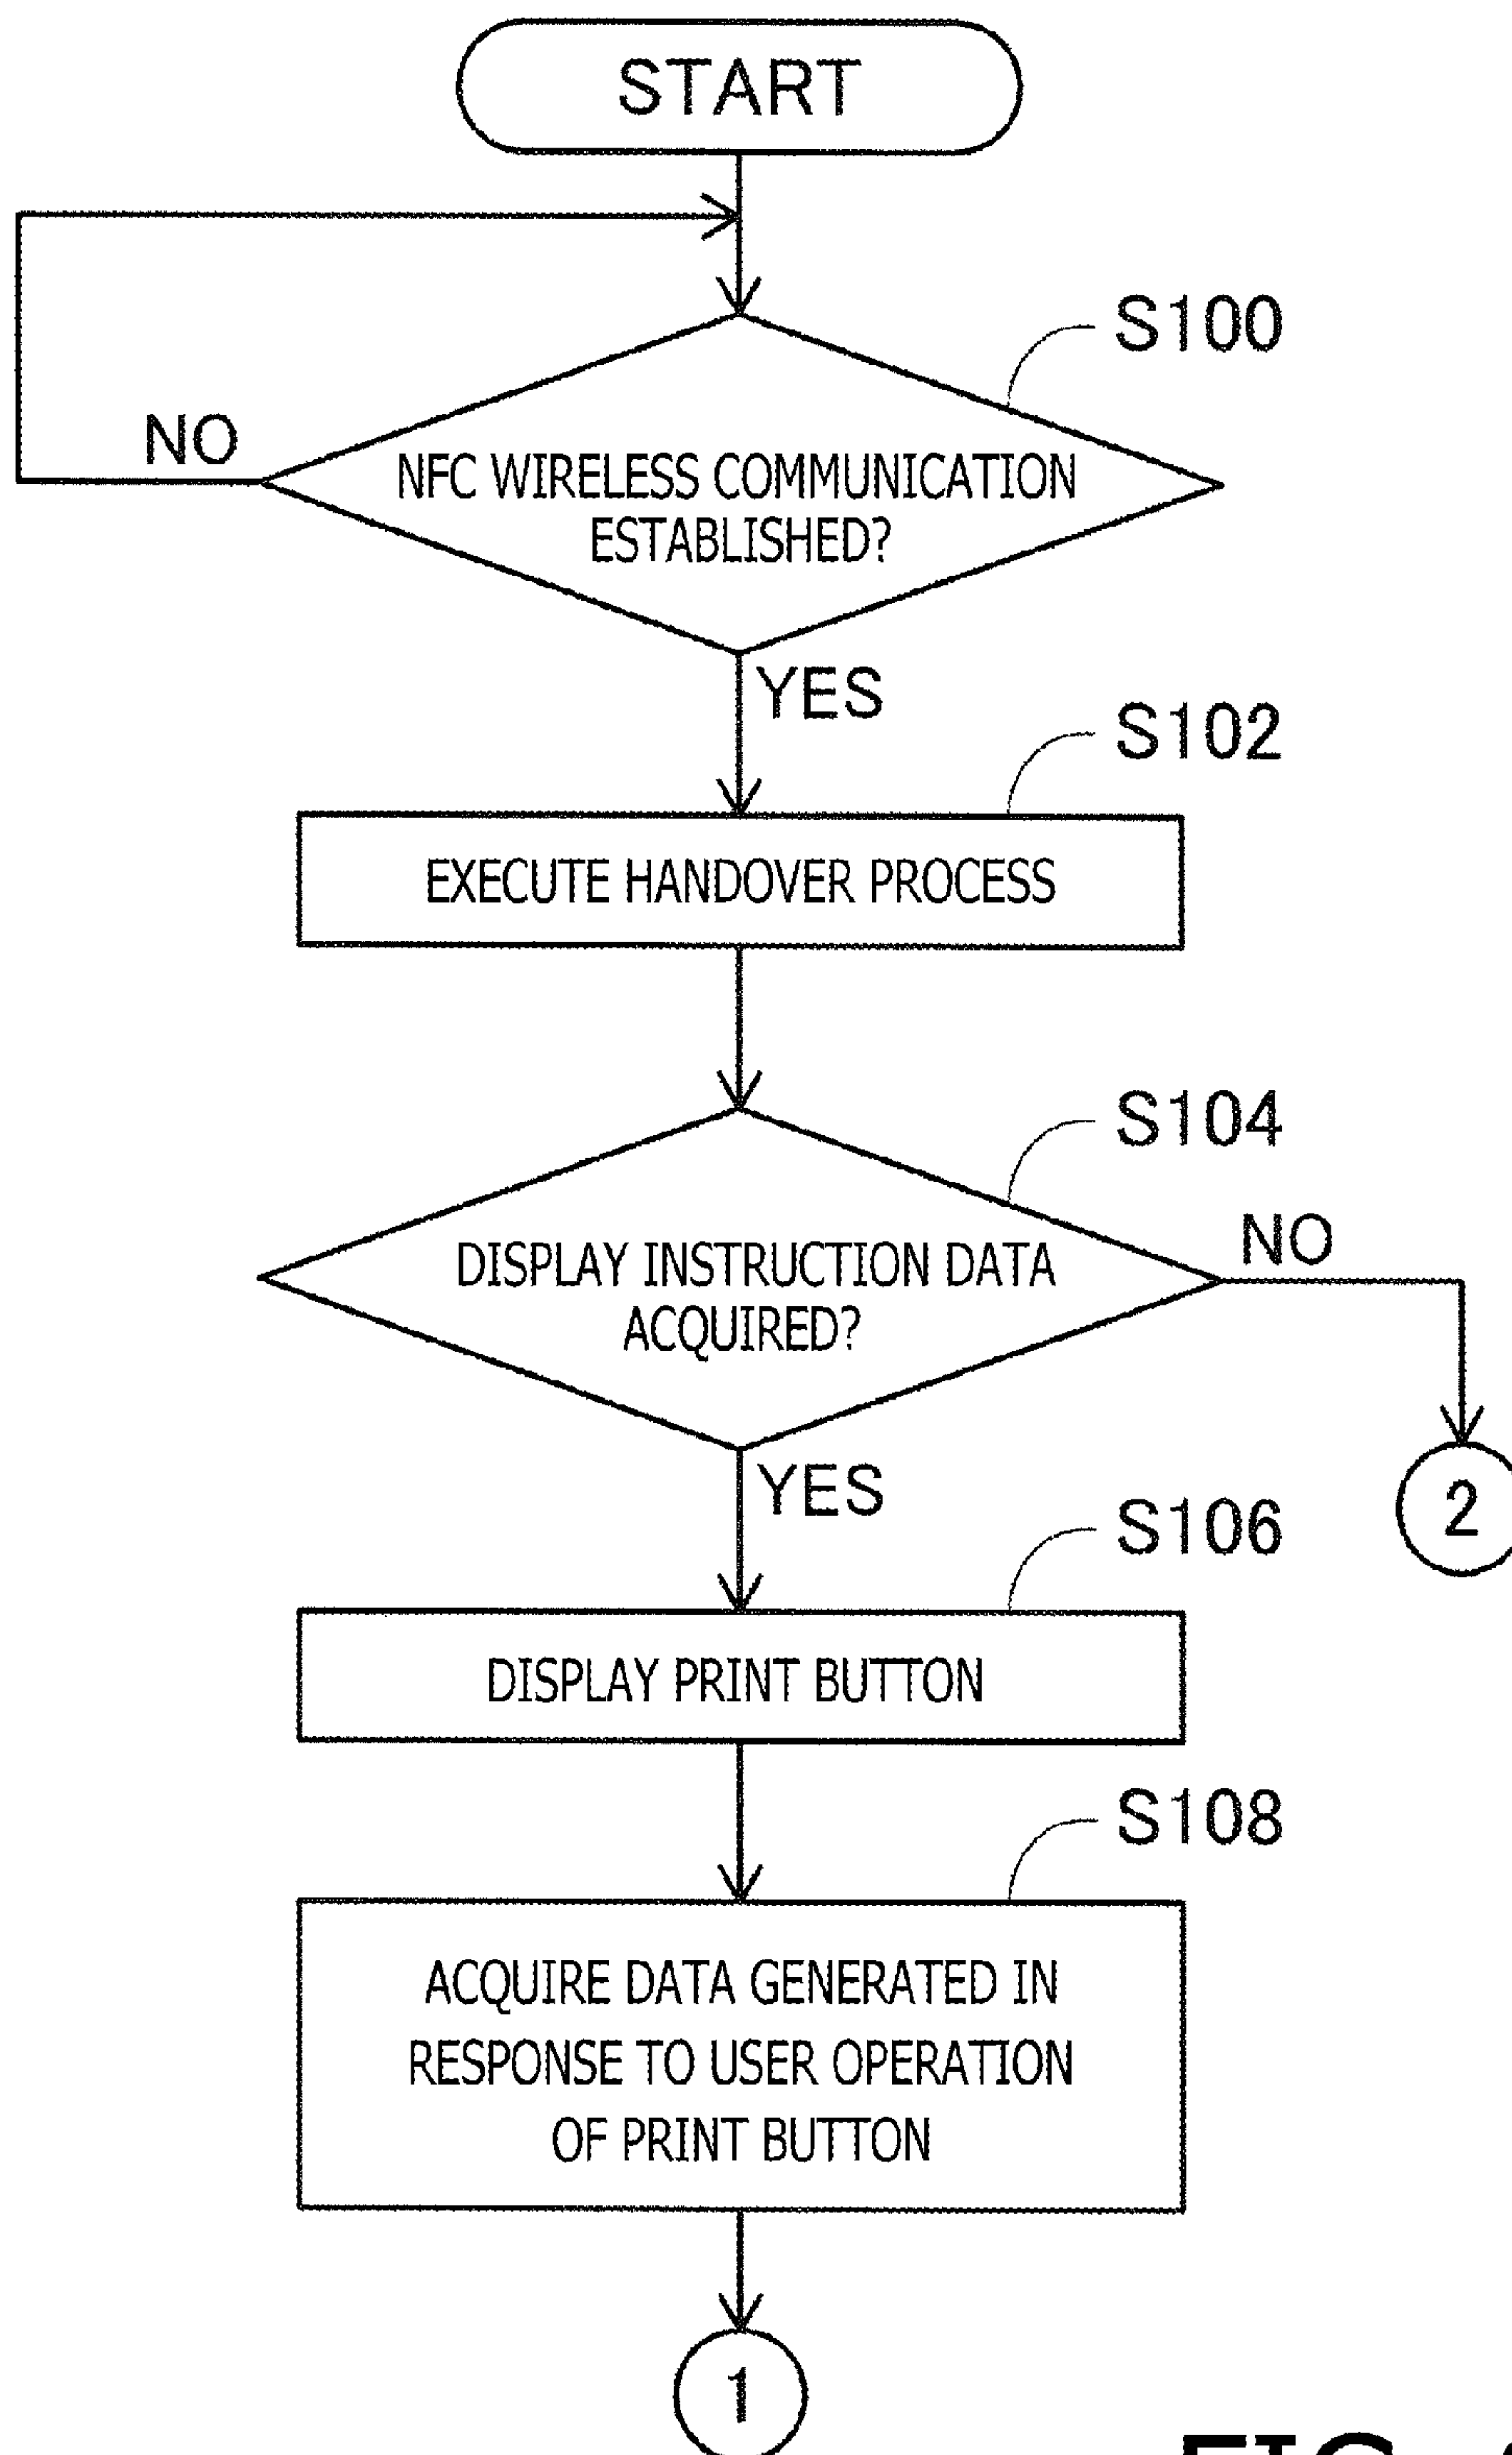 START
S100
NO
NFC WIRELESS COMMUNICATION
ESTABLISHED?
YES
S102
EXECUTE HANDOVER PROCESS
S104
NO
DISPLAY INSTRUCTION DATA
ACQUIRED?
YES
2
S106
DISPLAY PRINT BUTTON
S108
ACQUIRE DATA GENERATED IN
RESPONSE TO USER OPERATION
OF PRINT BUTTON
1